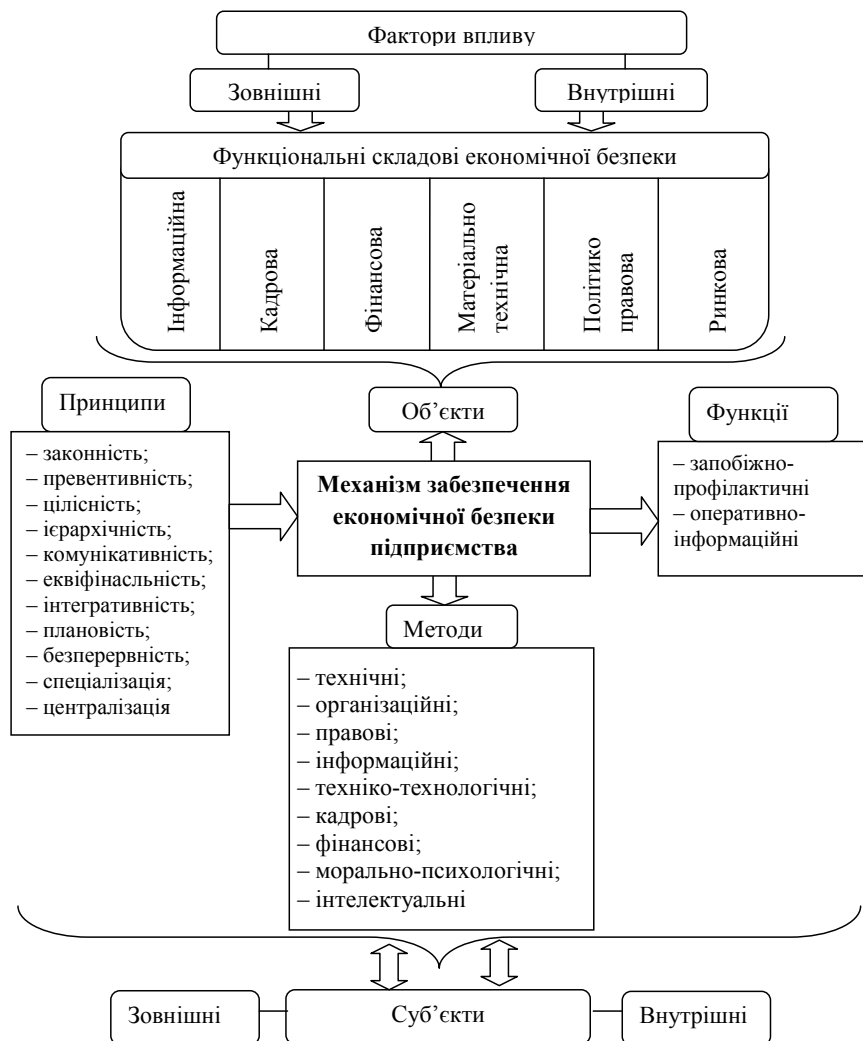 Фактори впливу
Зовнішні
Внутрішні
Функціональні складові економічної безпеки
Інформаційна
Кадрова
Фінансова
Матеріально
технічна
Політико
правова
Ринкова
Принципи
Об’єкти
Функції
– законність;
– превентивність;
– цілісність;
– ієрархічність;
– комунікативність;
– еквіфінасльність;
– інтегративність;
– плановість;
– безперервність;
– спеціалізація;
– централізація
Механізм забезпечення
економічної безпеки
підприємства
– запобіжно-
профілактичні
– оперативно-
інформаційні
Методи
– технічні;
– організаційні;
– правові;
– інформаційні;
– техніко-технологічні;
– кадрові;
– фінансові;
– морально-психологічні;
– інтелектуальні
Зовнішні
Суб’єкти
Внутрішні